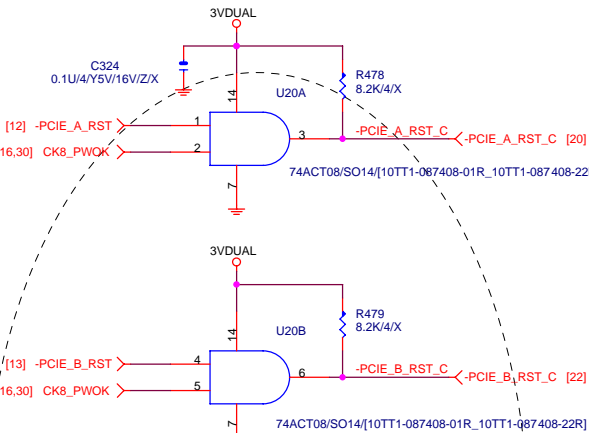 3VDUAL
C324
0.1U/4/Y5V/16V/Z/X
R478
8.2K/4/X
14
U20A
[12] -PCIE_A_RST
1
3
-PCIE_A_RST_C
-PCIE_A_RST_C [20]
16,30] CK8_PWOK
2
7
74ACT08/SO14/[10TT1-087408-01R_10TT1-087408-22
3VDUAL
R479
8.2K/4/X
14
U20B
[13] -PCIE_B_RST
4
6
-PCIE_B_RST_C
-PCIE_B_RST_C [22]
16,30] CK8_PWOK
5
7
74ACT08/SO14/[10TT1-087408-01R_10TT1-087408-22R]